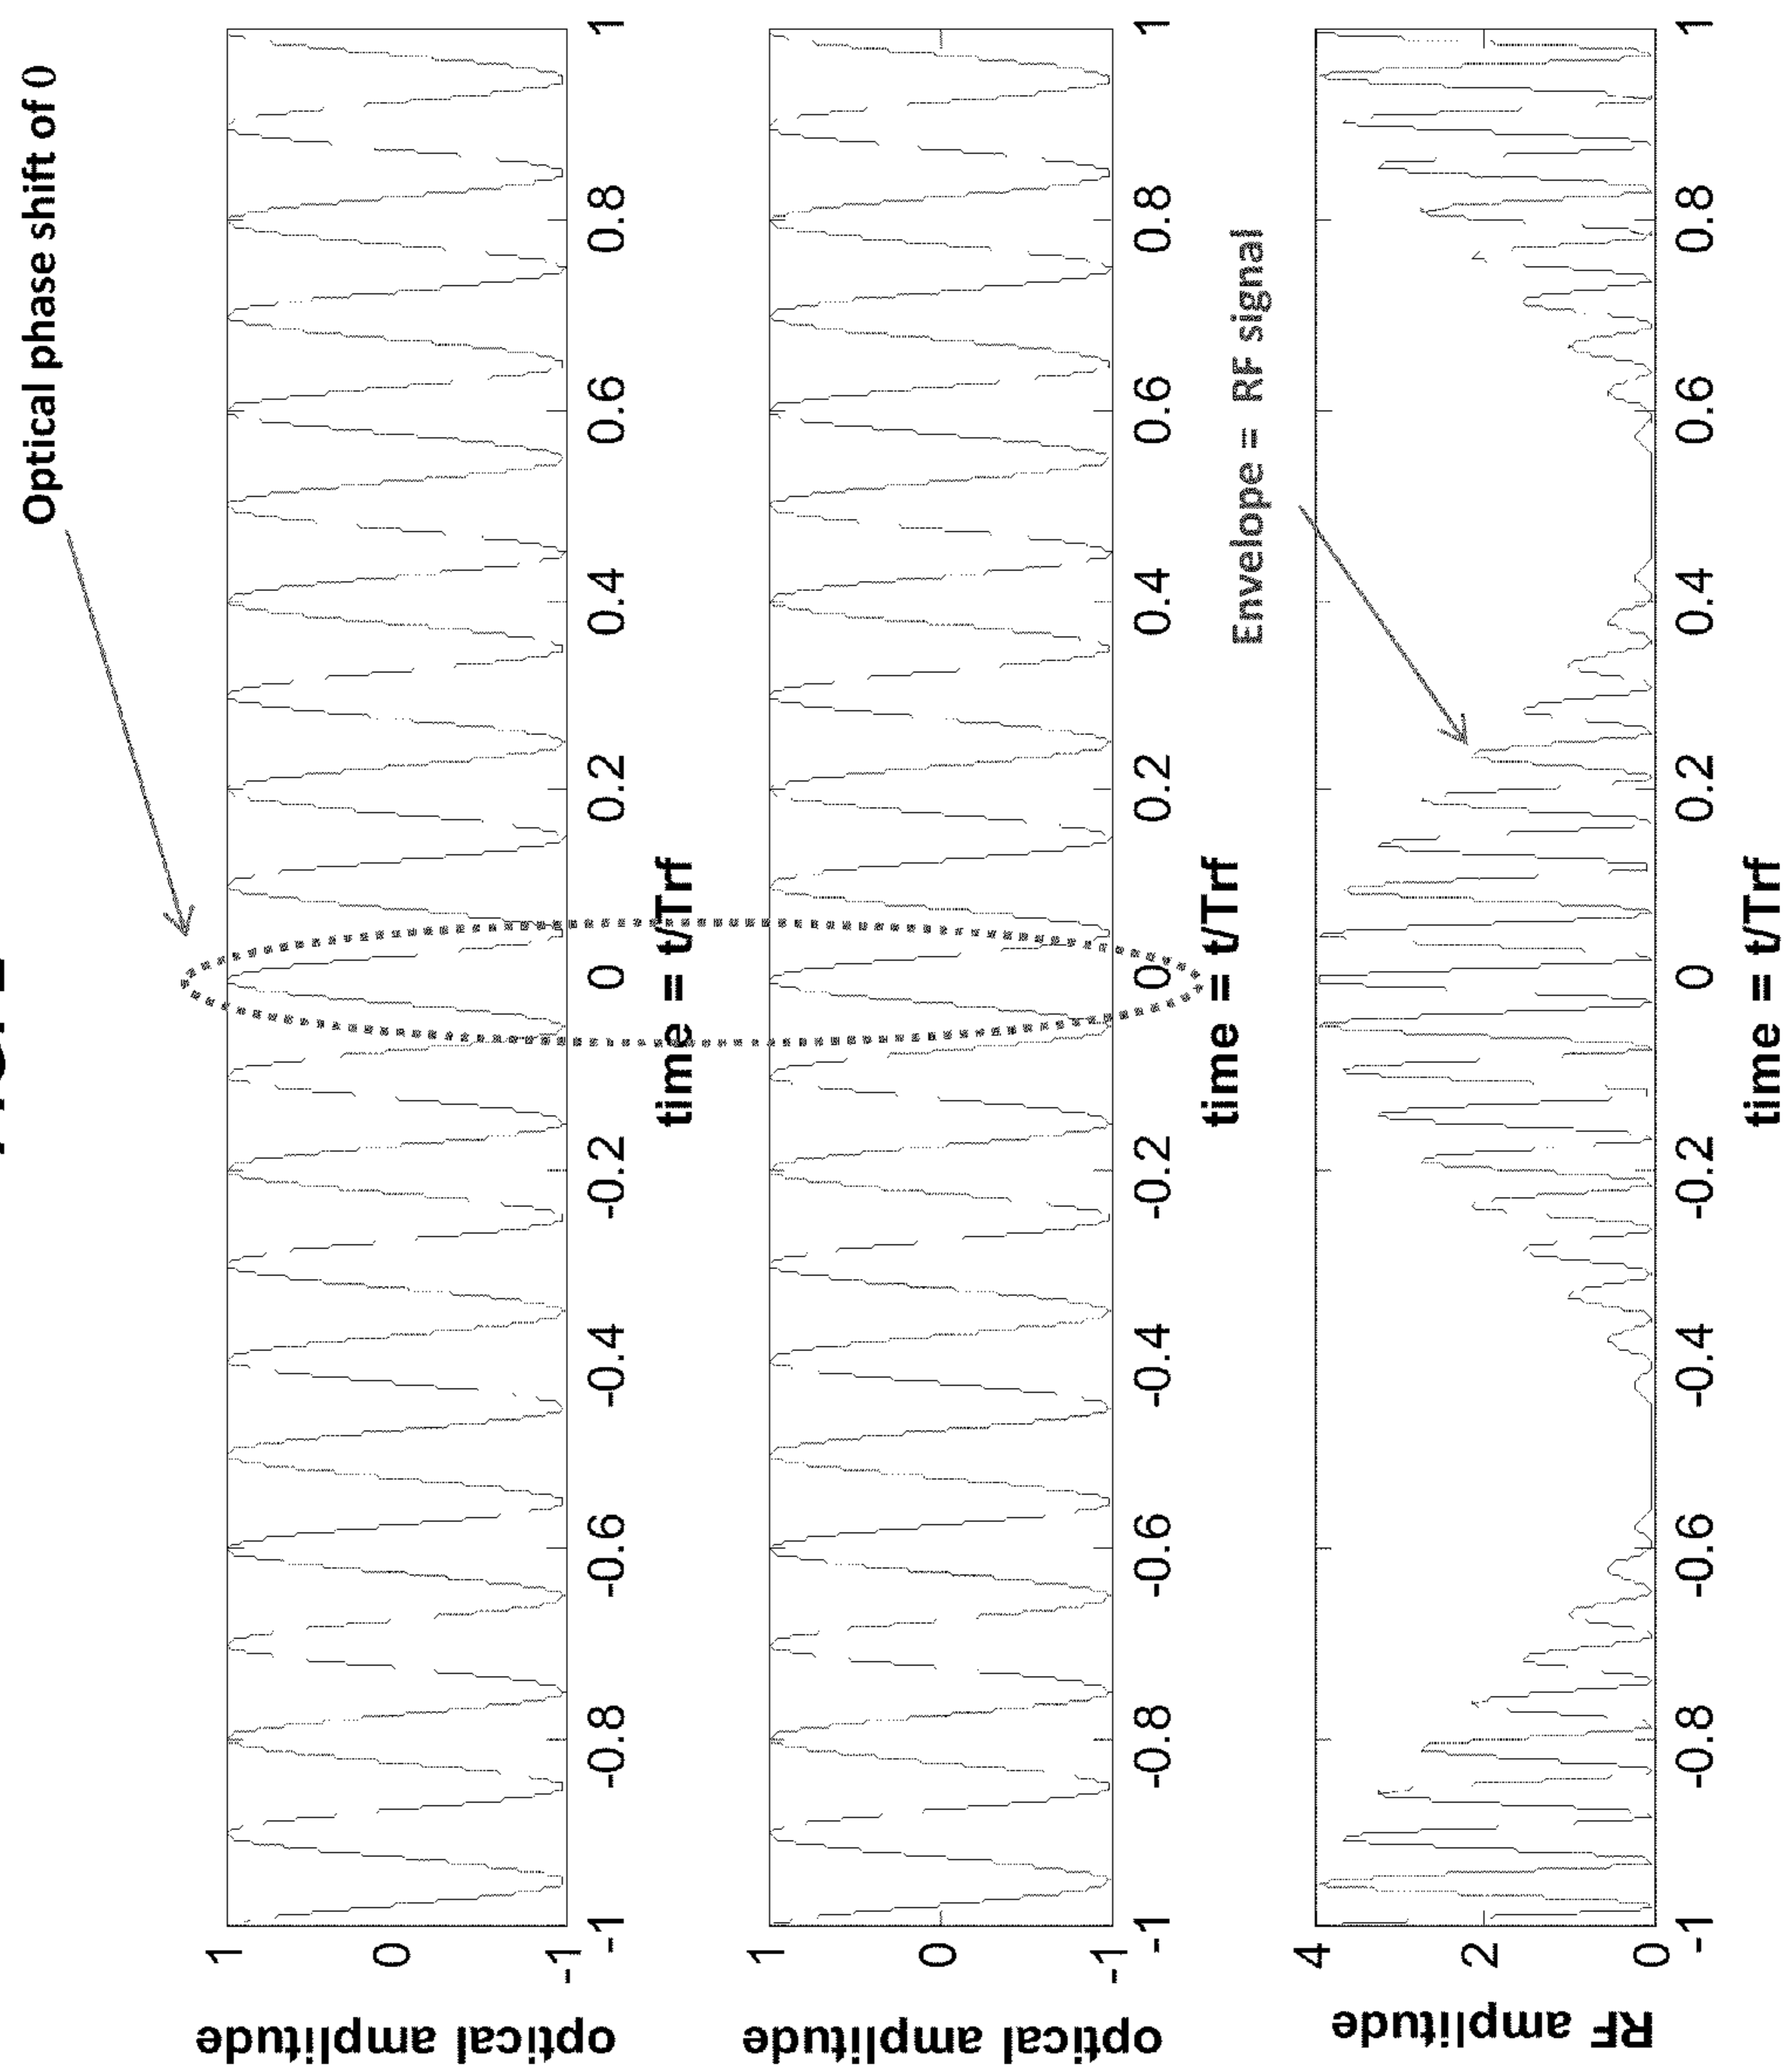 Optical phase shift of 0
optical amplitude
1
0
-1
-1 -0.8 -0.6 -0.4 -0.2 0 0.2 0.4 0.6 0.8 1
time = t/Trf
optical amplitude
1
0
-1
-1 -0.8 -0.6 -0.4 -0.2 0 0.2 0.4 0.6 0.8 1
time = t/Trf
Envelope = RF signal
RF amplitude
4
2
0
-1 -0.8 -0.6 -0.4 -0.2 0 0.2 0.4 0.6 0.8 1
time = t/Trf